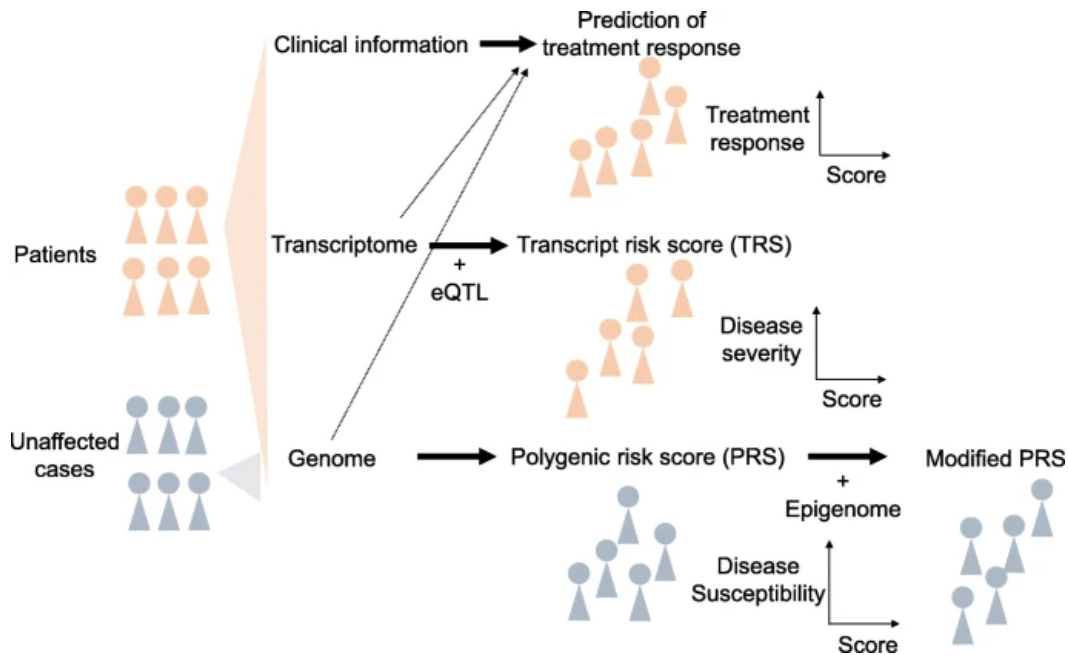 Clinical information
Prediction of
treatment response
Treatment
response
Score
Patients
Transcriptome
+
eQTL
Transcript risk score (TRS)
Disease
severity
Score
Unaffected
cases
Genome
Polygenic risk score (PRS)
+
Epigenome
Modified PRS
Disease
Susceptibility
Score